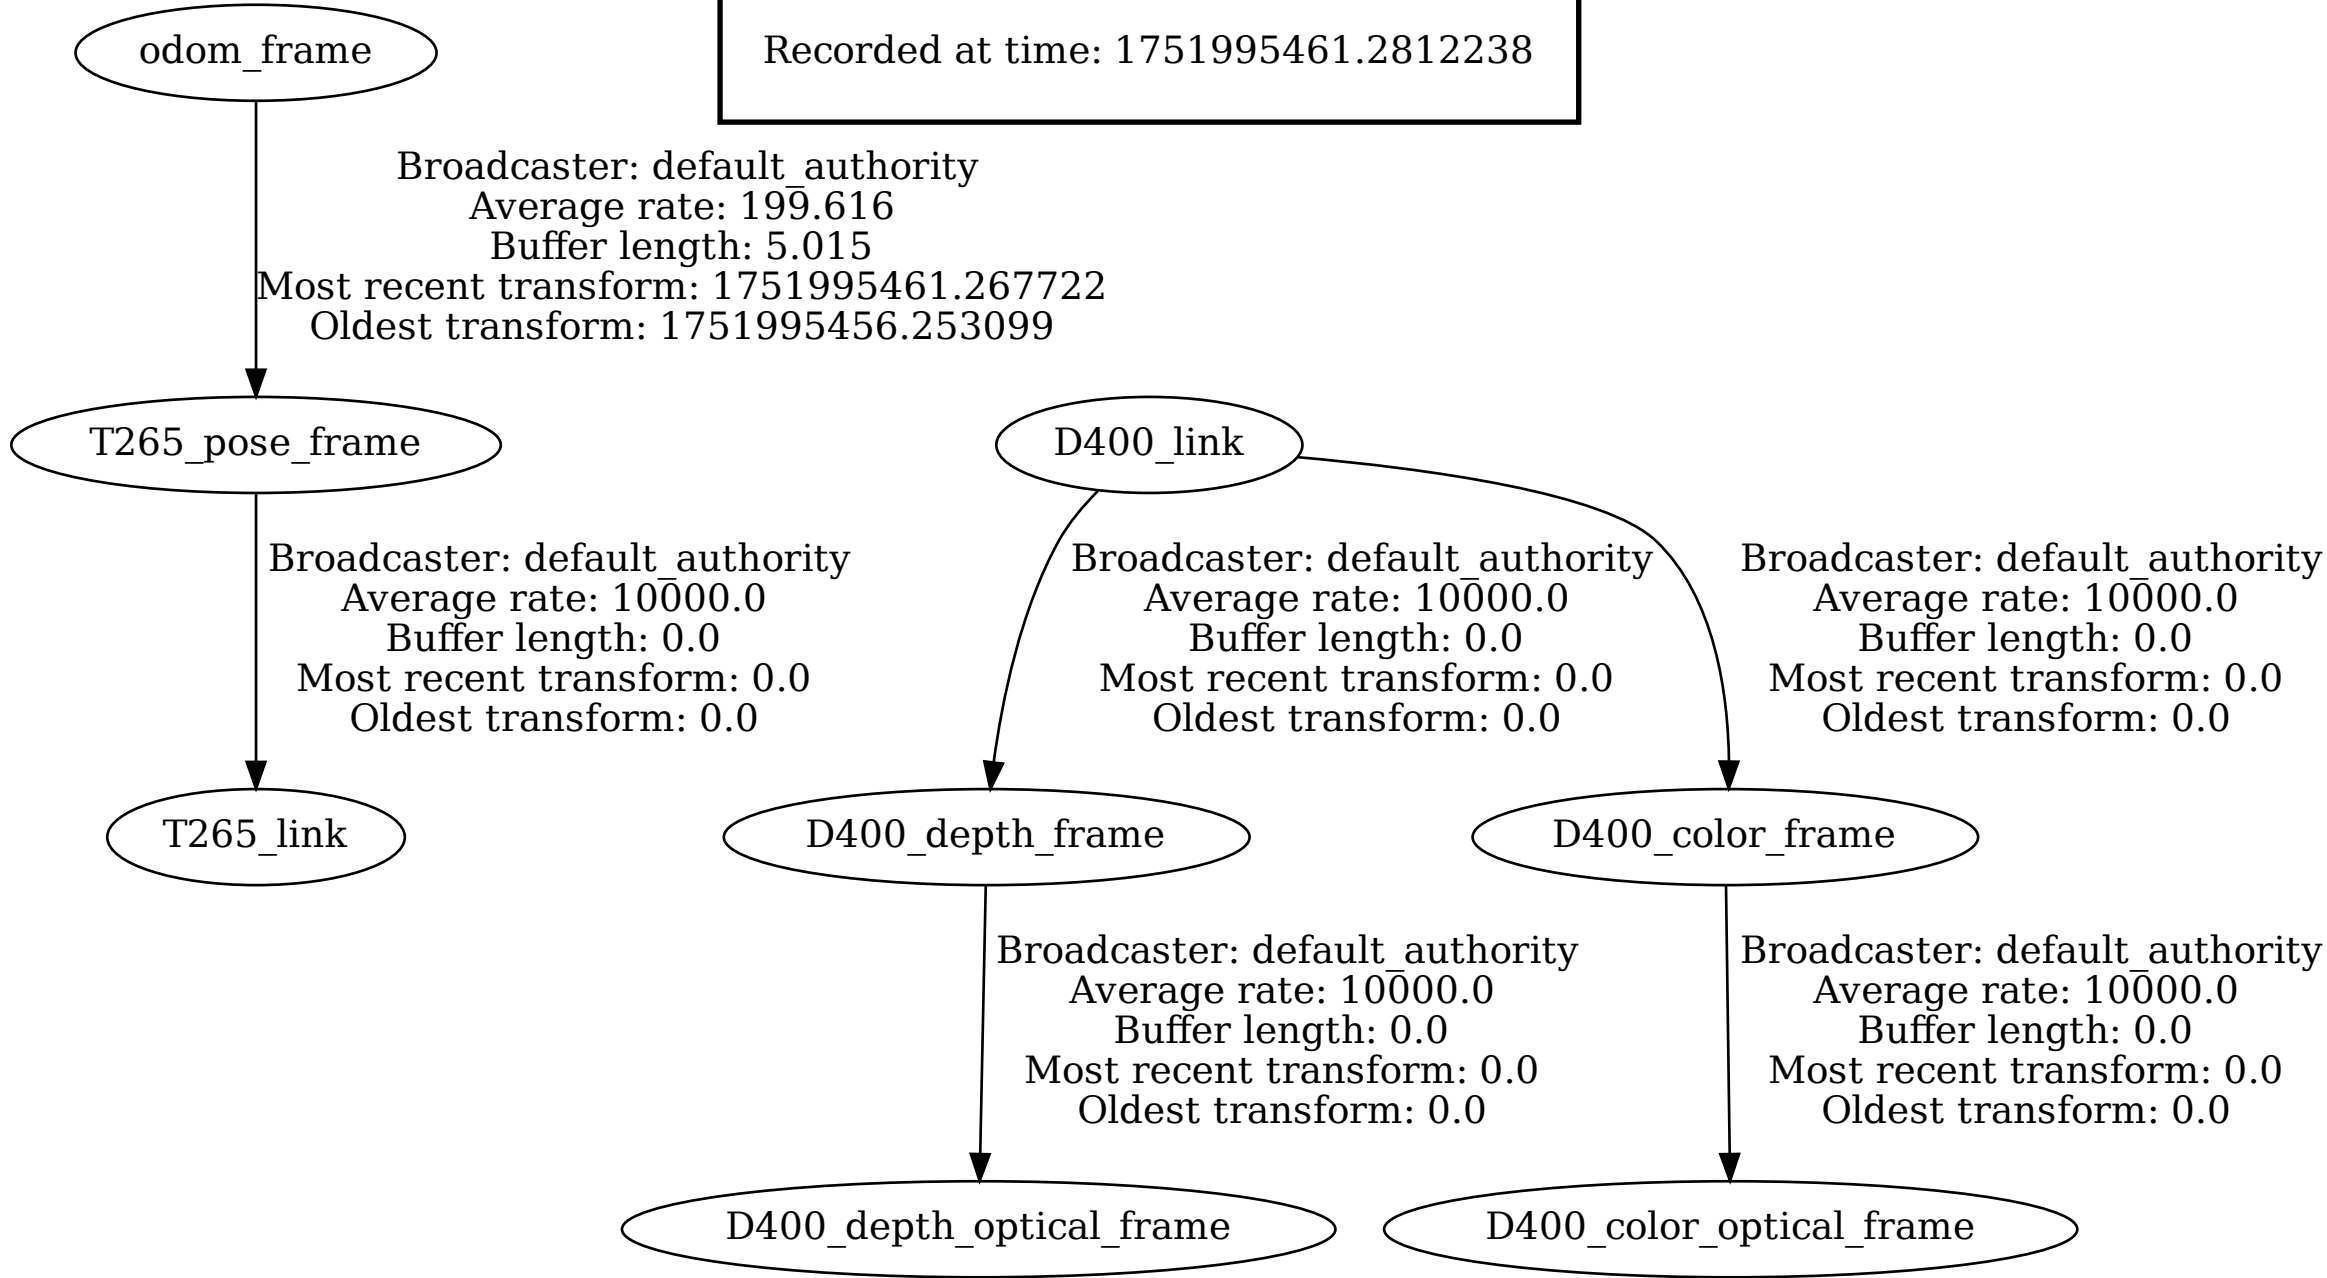 odom_frame
Recorded at time: 1751995461.2812238
Broadcaster: default_authority
Average rate: 199.616
Buffer length: 5.015
Most recent transform: 1751995461.267722
Oldest transform: 1751995456.253099
T265_pose_frame
D400_link
Broadcaster: default_authority
Average rate: 10000.0
Buffer length: 0.0
Most recent transform: 0.0
Oldest transform: 0.0
Broadcaster: default_authority
Average rate: 10000.0
Buffer length: 0.0
Most recent transform: 0.0
Oldest transform: 0.0
Broadcaster: default_authority
Average rate: 10000.0
Buffer length: 0.0
Most recent transform: 0.0
Oldest transform: 0.0
T265_link
D400_depth_frame
D400_color_frame
Broadcaster: default_authority
Average rate: 10000.0
Buffer length: 0.0
Most recent transform: 0.0
Oldest transform: 0.0
Broadcaster: default_authority
Average rate: 10000.0
Buffer length: 0.0
Most recent transform: 0.0
Oldest transform: 0.0
D400_depth_optical_frame
D400_color_optical_frame